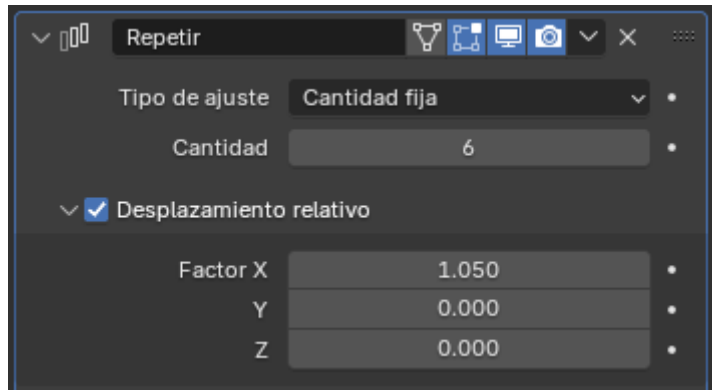 Repetir
Tipo de ajuste Cantidad fija
Cantidad 6
Desplazamiento relativo
Factor X 1.050
Y 0.000
Z 0.000